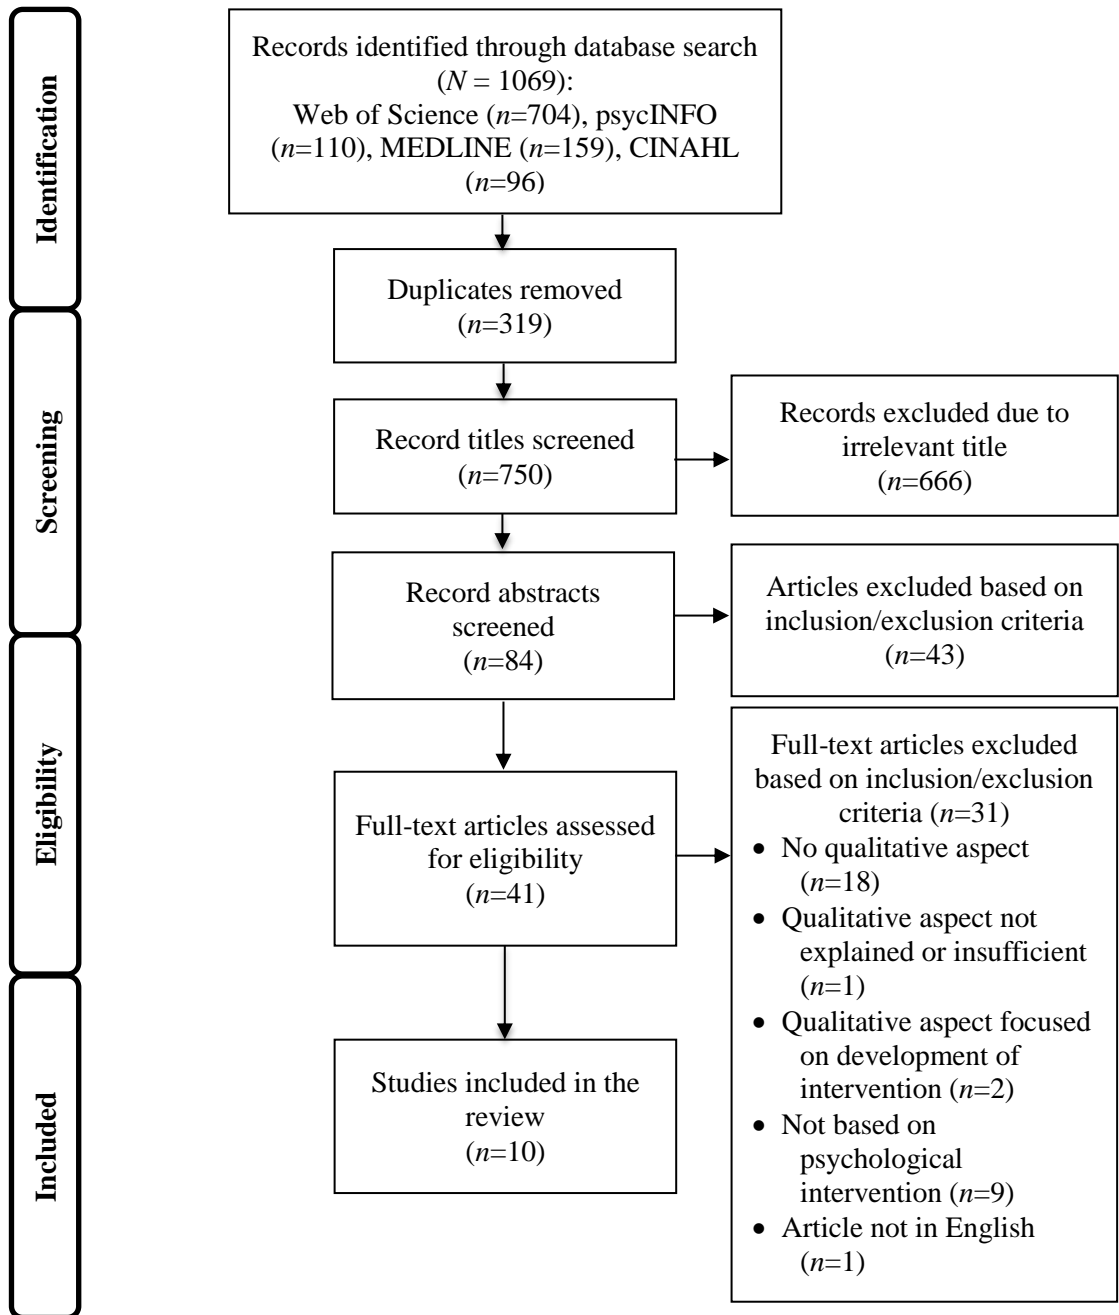 Identification
Records identified through database search
(N = 1069):
Web of Science (n=704), psycINFO
(n=110), MEDLINE (n=159), CINAHL
(n=96)
Duplicates removed
(n=319)
Screening
Record titles screened
(n=750)
Records excluded due to
irrelevant title
(n=666)
Record abstracts
screened
(n=84)
Articles excluded based on
inclusion/exclusion criteria
(n=43)
Eligibility
Full-text articles assessed
for eligibility
(n=41)
Full-text articles excluded
based on inclusion/exclusion
criteria (n=31)
• No qualitative aspect
(n=18)
• Qualitative aspect not
explained or insufficient
(n=1)
• Qualitative aspect focused
on development of
intervention (n=2)
• Not based on
psychological
intervention (n=9)
• Article not in English
(n=1)
Included
Studies included in the
review
(n=10)